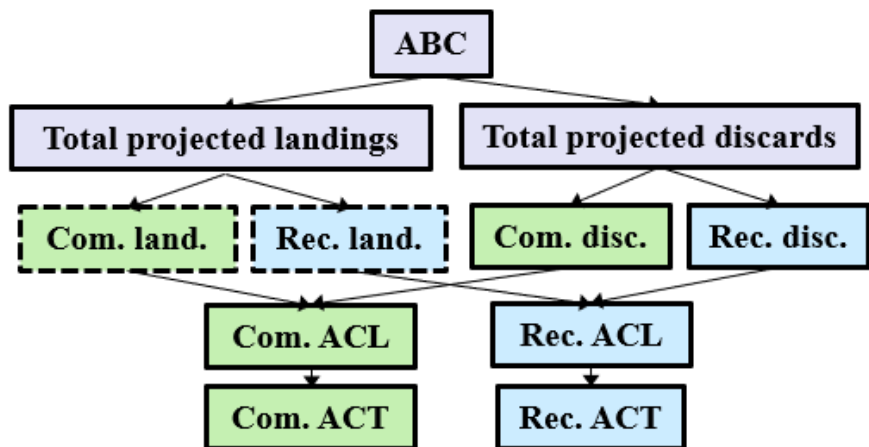 ABC
Total projected landings
Total projected discards
Com. land.
Rec. land.
Com. disc.
Rec. disc.
Com. ACL
Rec. ACL
Com. ACT
Rec. ACT